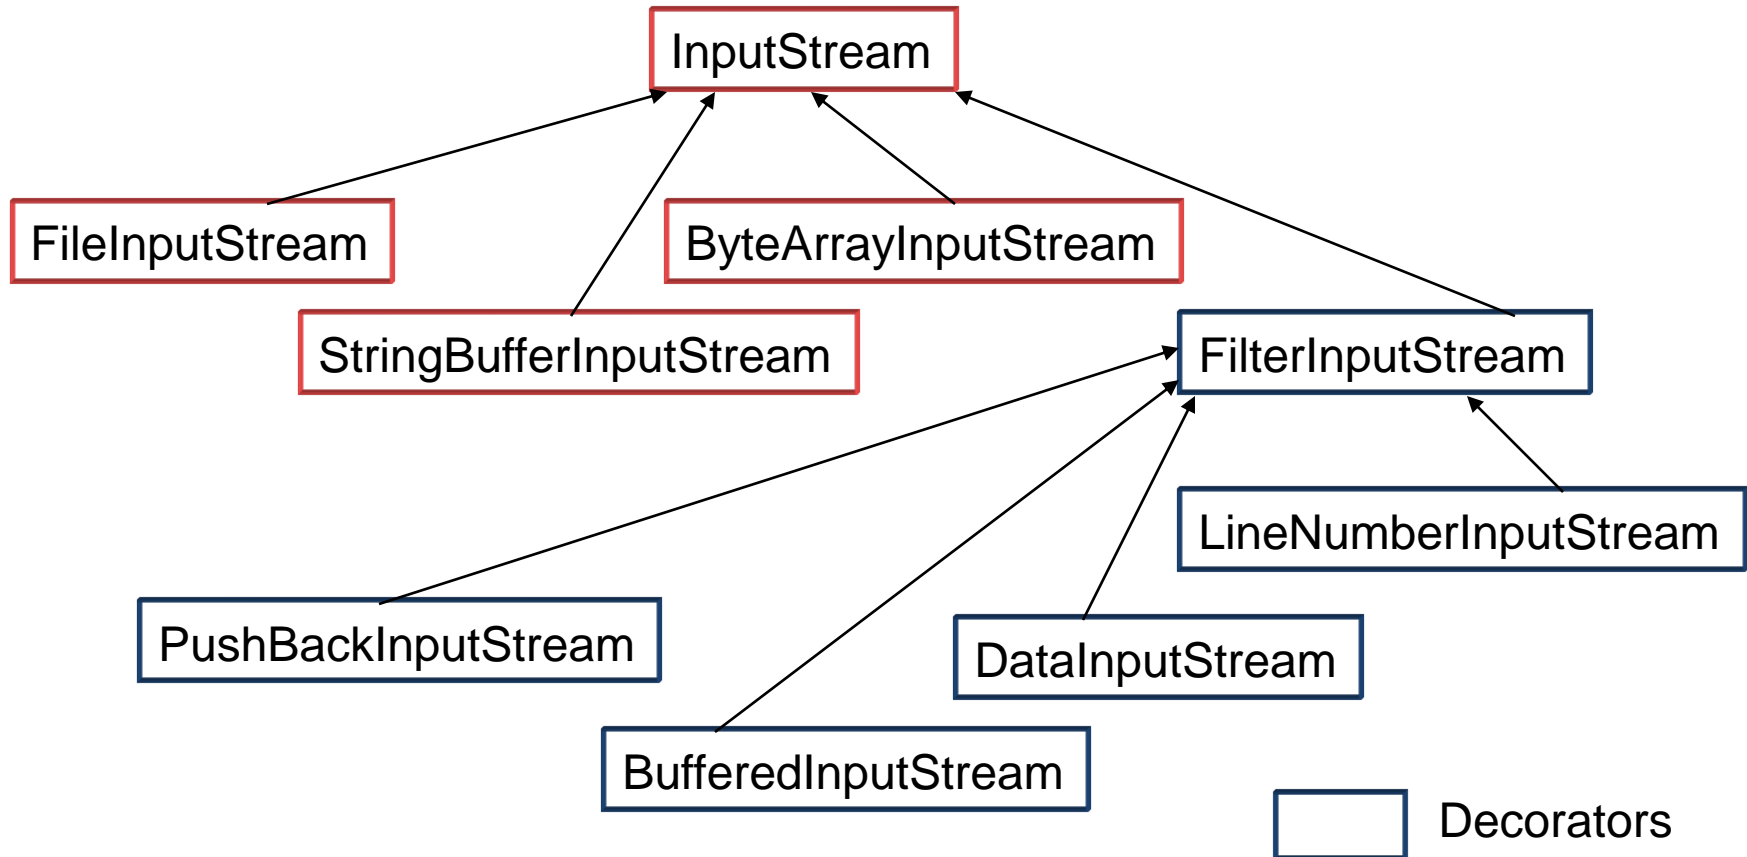 InputStream
FileInputStream
ByteArrayInputStream
StringBufferInputStream
FilterInputStream
LineNumberInputStream
PushBackInputStream
DataInputStream
BufferedInputStream
Decorators